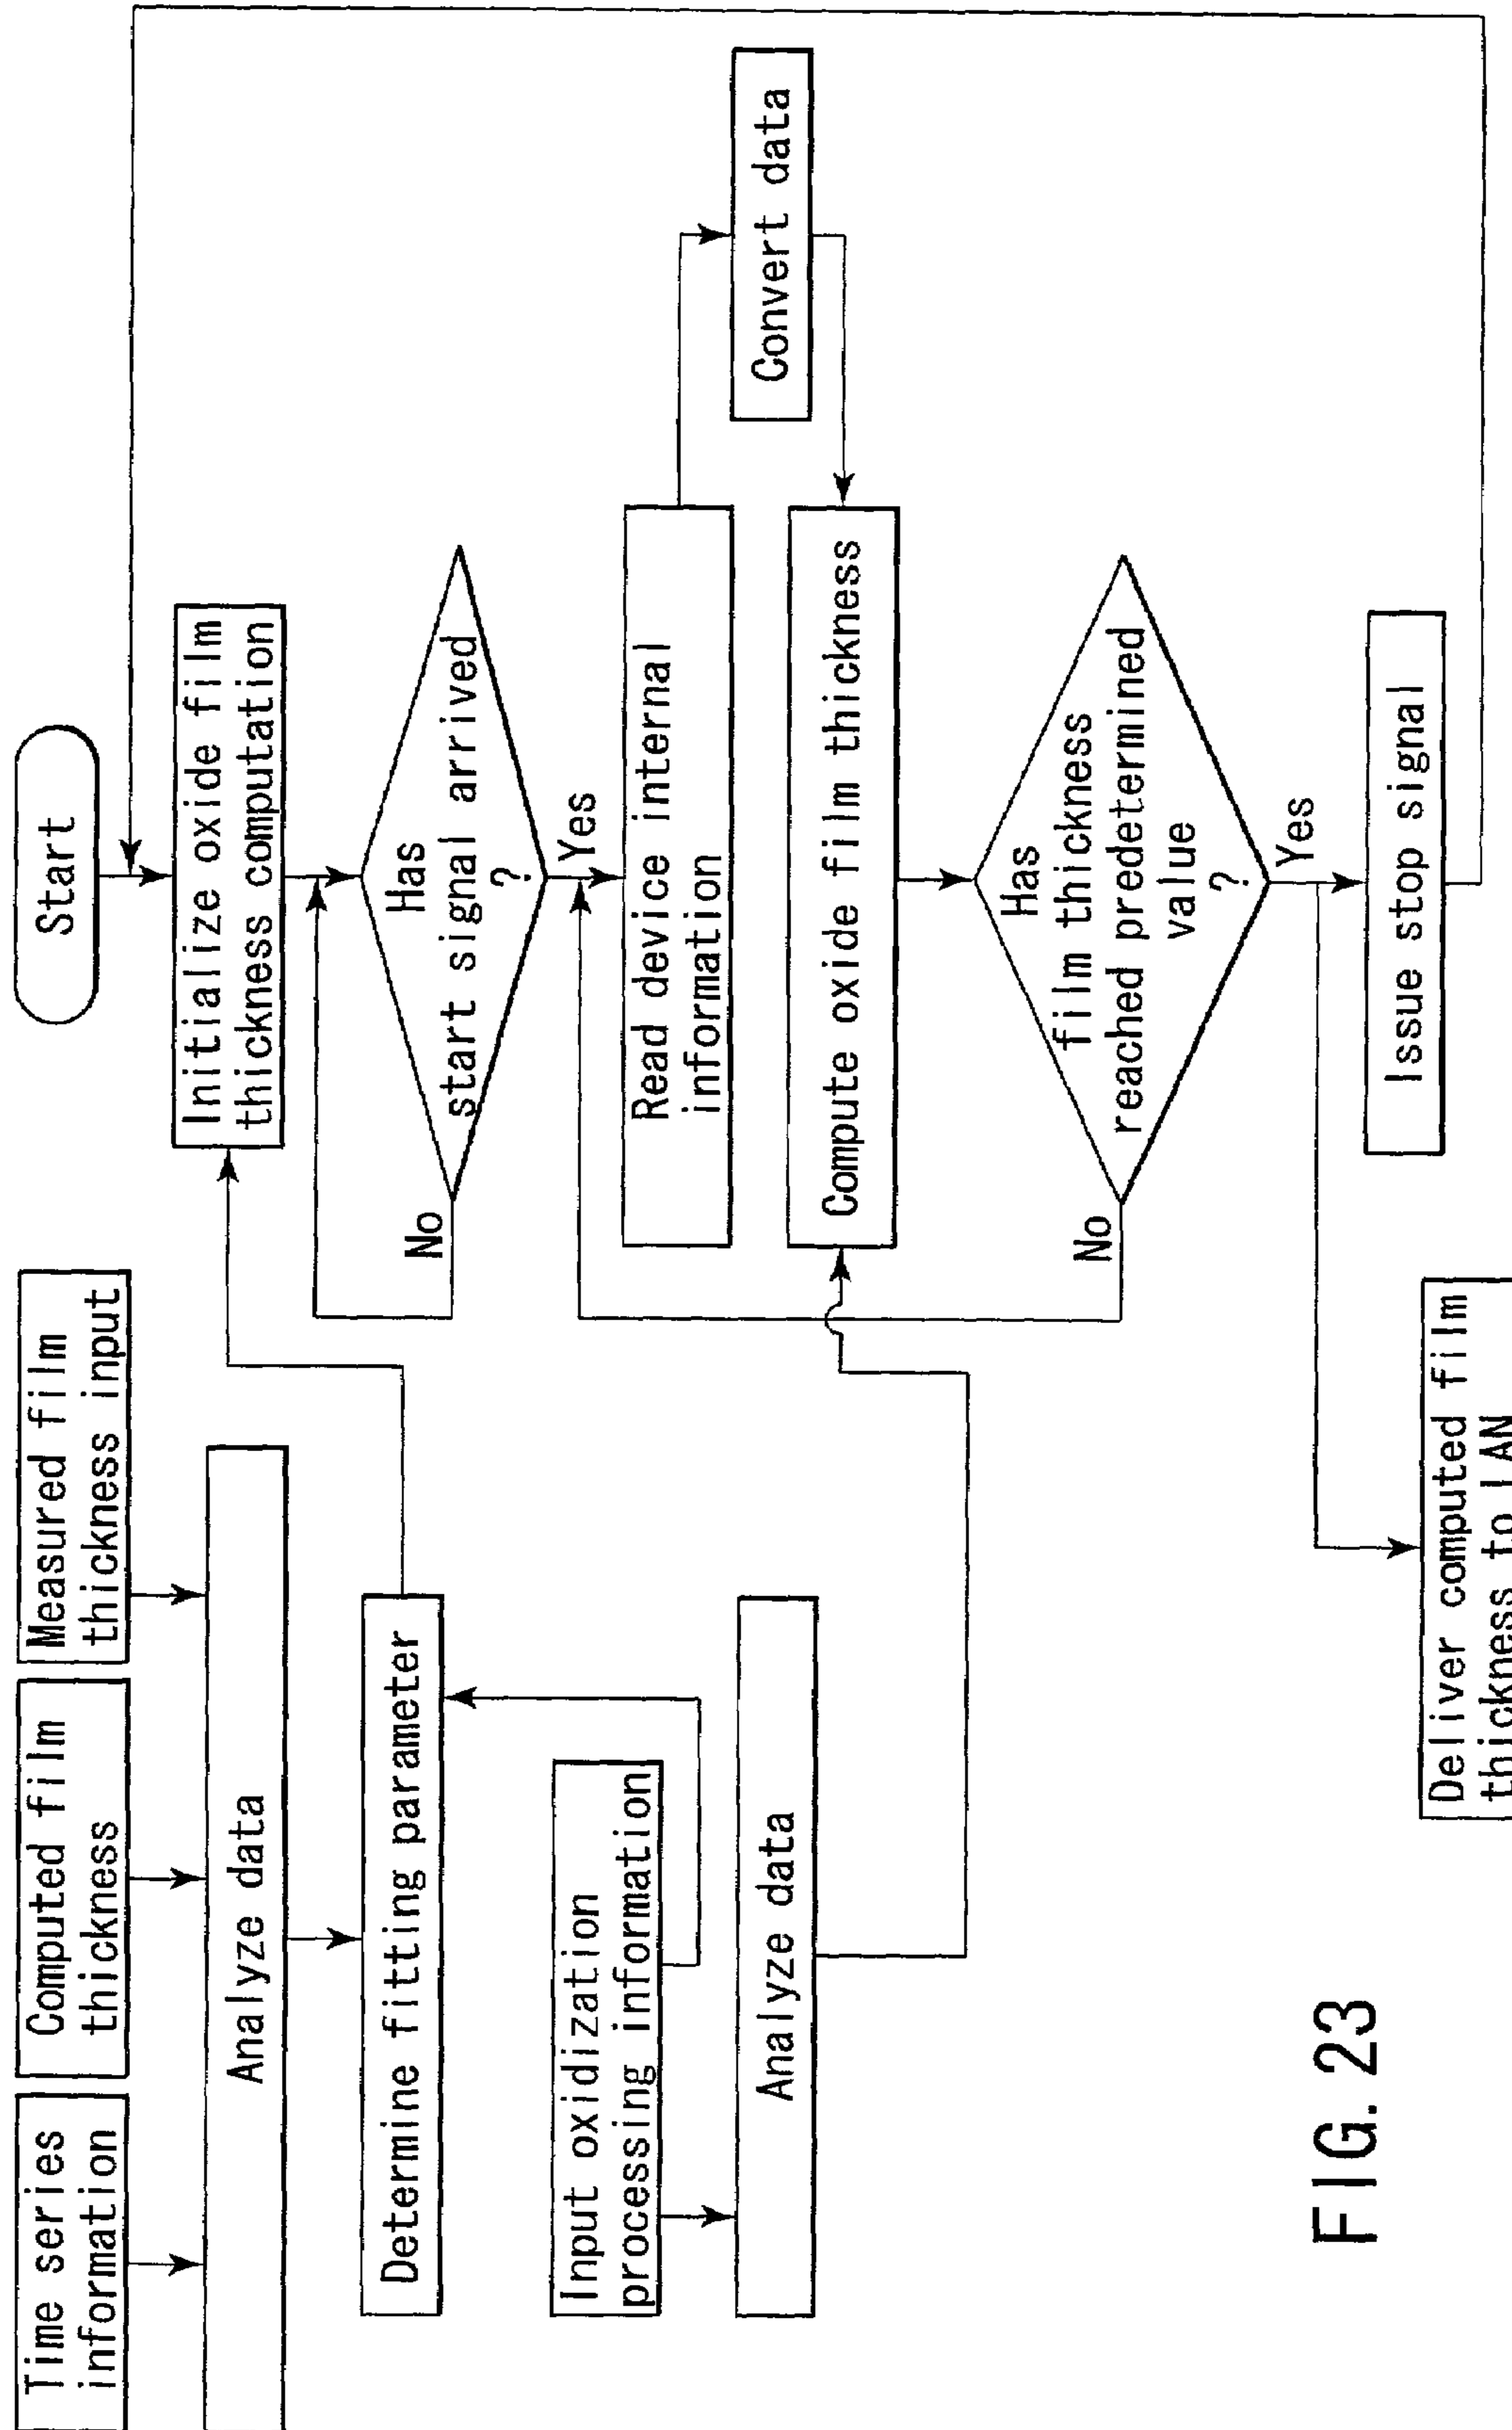 Time series
information
Computed film
thickness
Measured film
thickness input
Analyze data
Determine fitting parameter
Input oxidization
processing information
Analyze data
Start
Initialize oxide film
thickness computation
Has
start signal arrived
?
No
Yes
Read device internal
information
Convert data
Compute oxide film thickness
Has
film thickness
reached predetermined
value
?
No
Yes
Issue stop signal
Deliver computed film
thickness to LAN
FIG. 23